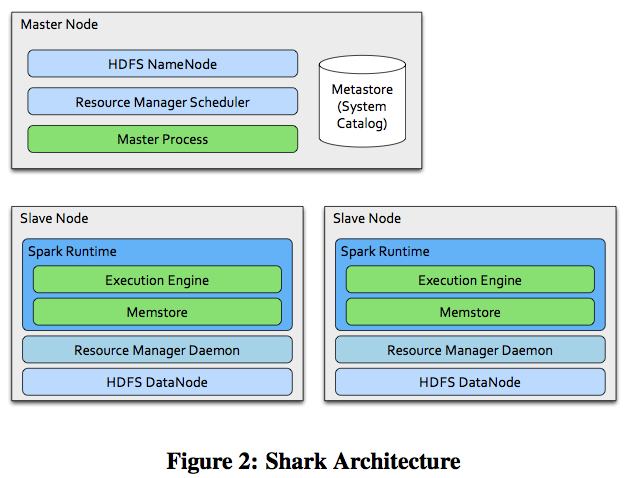 Master Node
HDFS NameNode
Resource Manager Scheduler
Master Process
Metastore
(System
Catalog)
Slave Node
Spark Runtime
Execution Engine
Memstore
Resource Manager Daemon
HDFS DataNode
Slave Node
Spark Runtime
Execution Engine
Memstore
Resource Manager Daemon
HDFS DataNode
Figure 2: Shark Architecture